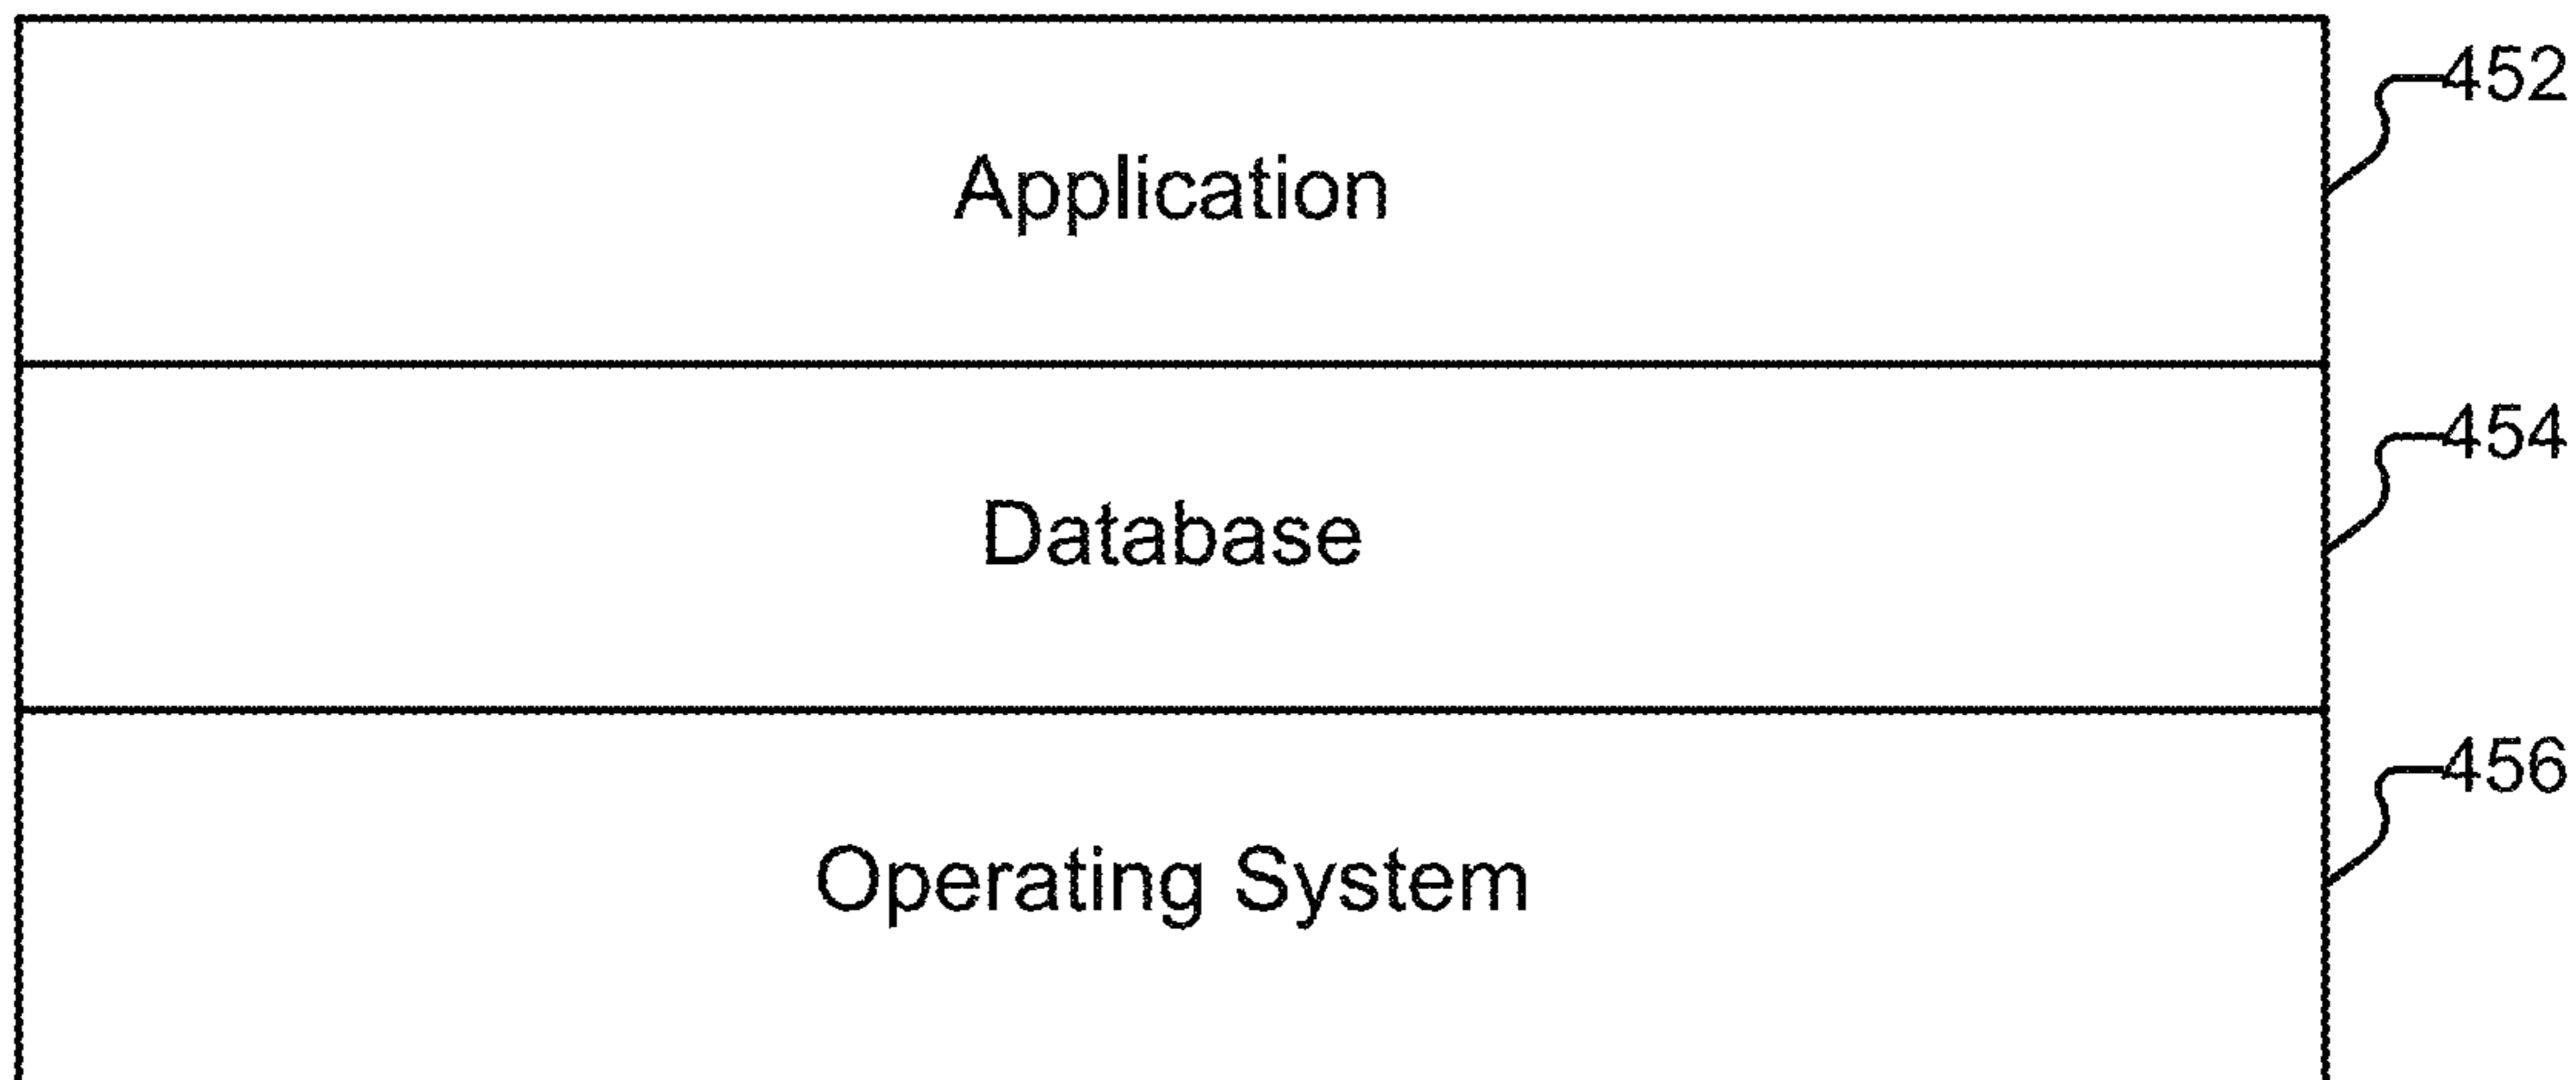 452
Application
454
Database
456
Operating System